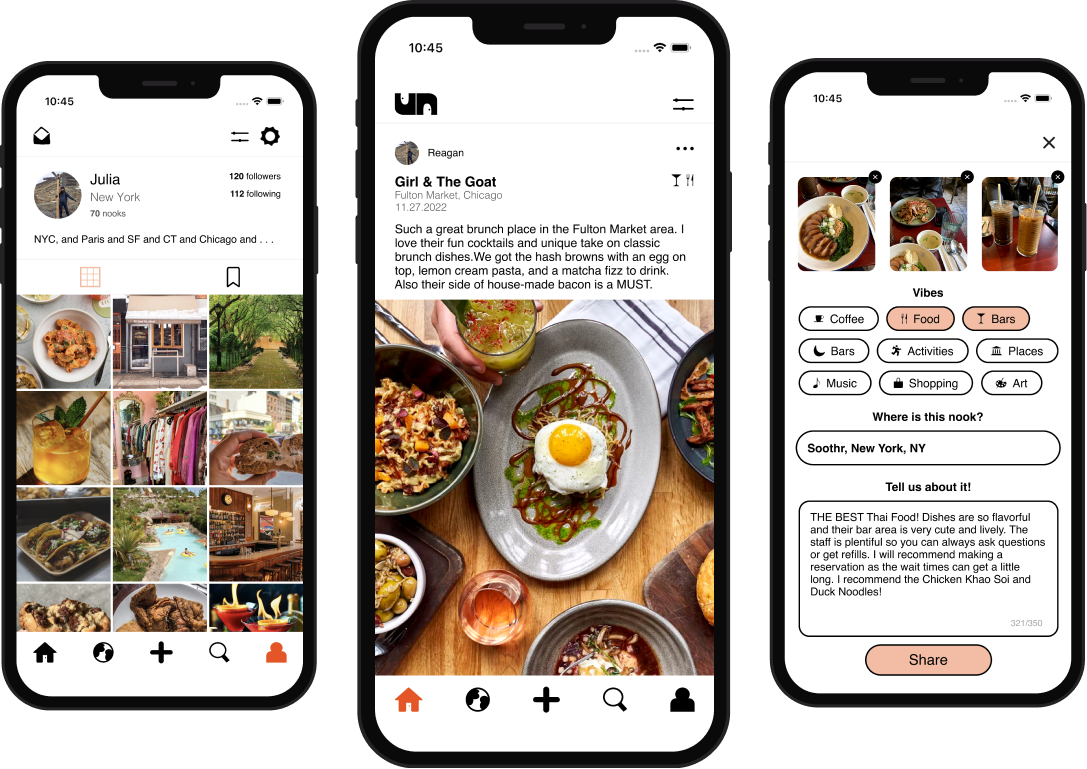 10:45
Julia
New York
70 nooks
120 followers
112 following
NYC, and Paris and SF and CT and Chicago and . . .
10:45
un
Reagan
Girl & The Goat
Fulton Market, Chicago
11.27.2022
Such a great brunch place in the Fulton Market area. I
love their fun cocktails and unique take on classic
brunch dishes.We got the hash browns with an egg on
top, lemon cream pasta, and a matcha fizz to drink.
Also their side of house-made bacon is a MUST.
10:45
Vibes
Coffee
Food
Bars
Bars
Activities
Places
Music
Shopping
Art
Where is this nook?
Soothr, New York, NY
Tell us about it!
THE BEST Thai Food! Dishes are so flavorful
and their bar area is very cute and lively. The
staff is plentiful so you can always ask questions
or get refills. I will recommend making a
reservation as the wait times can get a little
long. I recommend the Chicken Khao Soi and
Duck Noodles!
321/350
Share